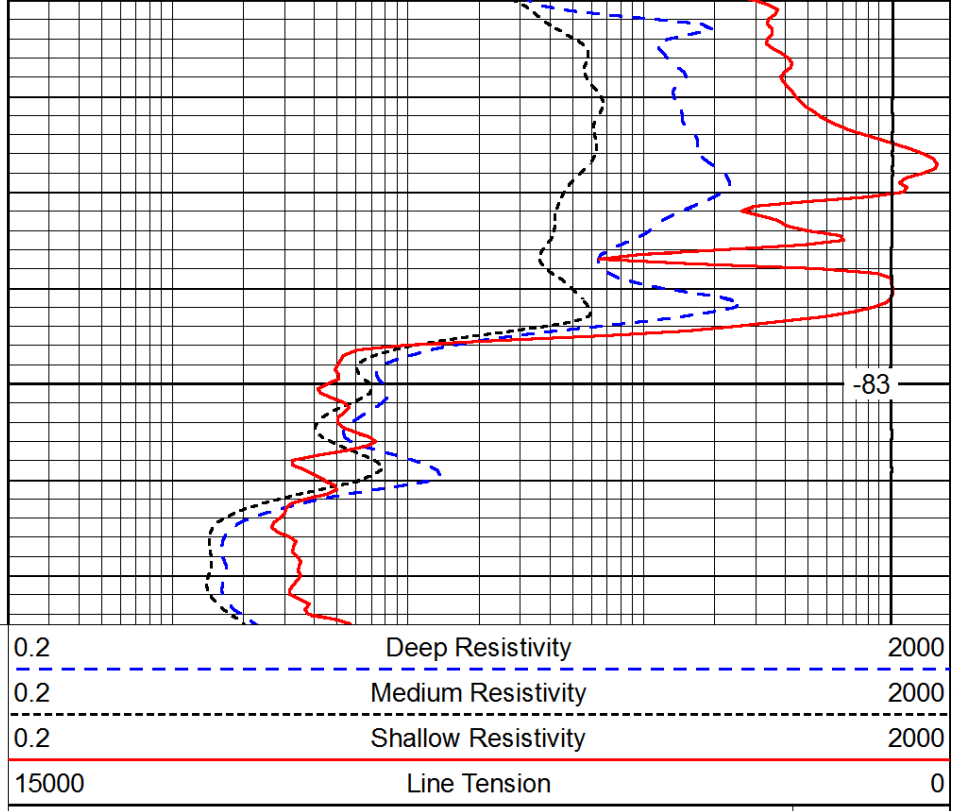 -83
0.2 Deep Resistivity 2000
0.2 Medium Resistivity 2000
0.2 Shallow Resistivity 2000
15000 Line Tension 0